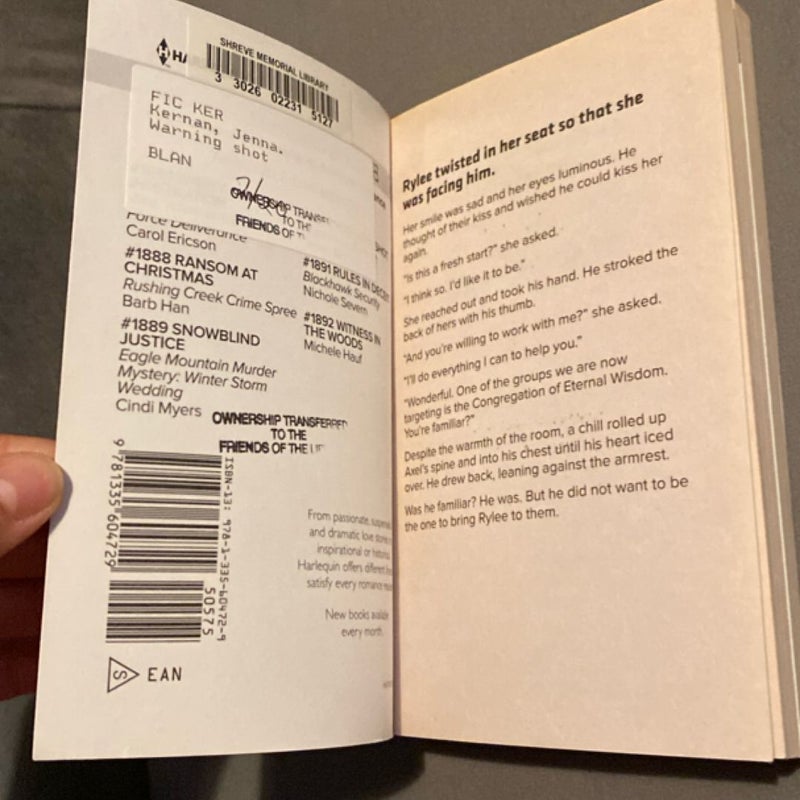 SHREVE MEMORIAL LIBRARY
3 3026 02231 5127
FIC KER
Kernan, Jenna.
Warning shot
BLAN
OWNERSHIP
TO TH
FRIENDS OF
Force Deliverance
Carol Ericson
#1888 RANSOM AT
CHRISTMAS
Rushing Creek Crime Spree
Barb Han
#1889 SNOWBLIND
JUSTICE
Eagle Mountain Murder
Mystery: Winter Storm
Wedding
Cindi Myers
#1891 RULES IN
Blackhawk Security
Nichole Severn
#1892 WITNESS IN
THE WOODS
Michele Hauf
OWNERSHIP TRANSFERRED
TO THE
FRIENDS OF THE
9 781335 604729
ISBN-13: 978-1-335-60472-9
50575
S EAN
From passionate,
and dramatic love
inspirational or
Harlequin offers different
satisfy every romance
New books available
every month.
Rylee twisted in her seat so that she
was facing him.
Her smile was sad and her eyes luminous. He
thought of their kiss and wished he could kiss her
again.
"Is this a fresh start?" she asked.
"I think so. I'd like it to be."
She reached out and took his hand. He stroked the
back of hers with his thumb.
"And you're willing to work with me?" she asked.
"I'll do everything I can to help you."
"Wonderful. One of the groups we are now
targeting is the Congregation of Eternal Wisdom.
You're familiar?"
Despite the warmth of the room, a chill rolled up
Axel's spine and into his chest until his heart iced
over. He drew back, leaning against the armrest.
Was he familiar? He was. But he did not want to be
the one to bring Rylee to them.